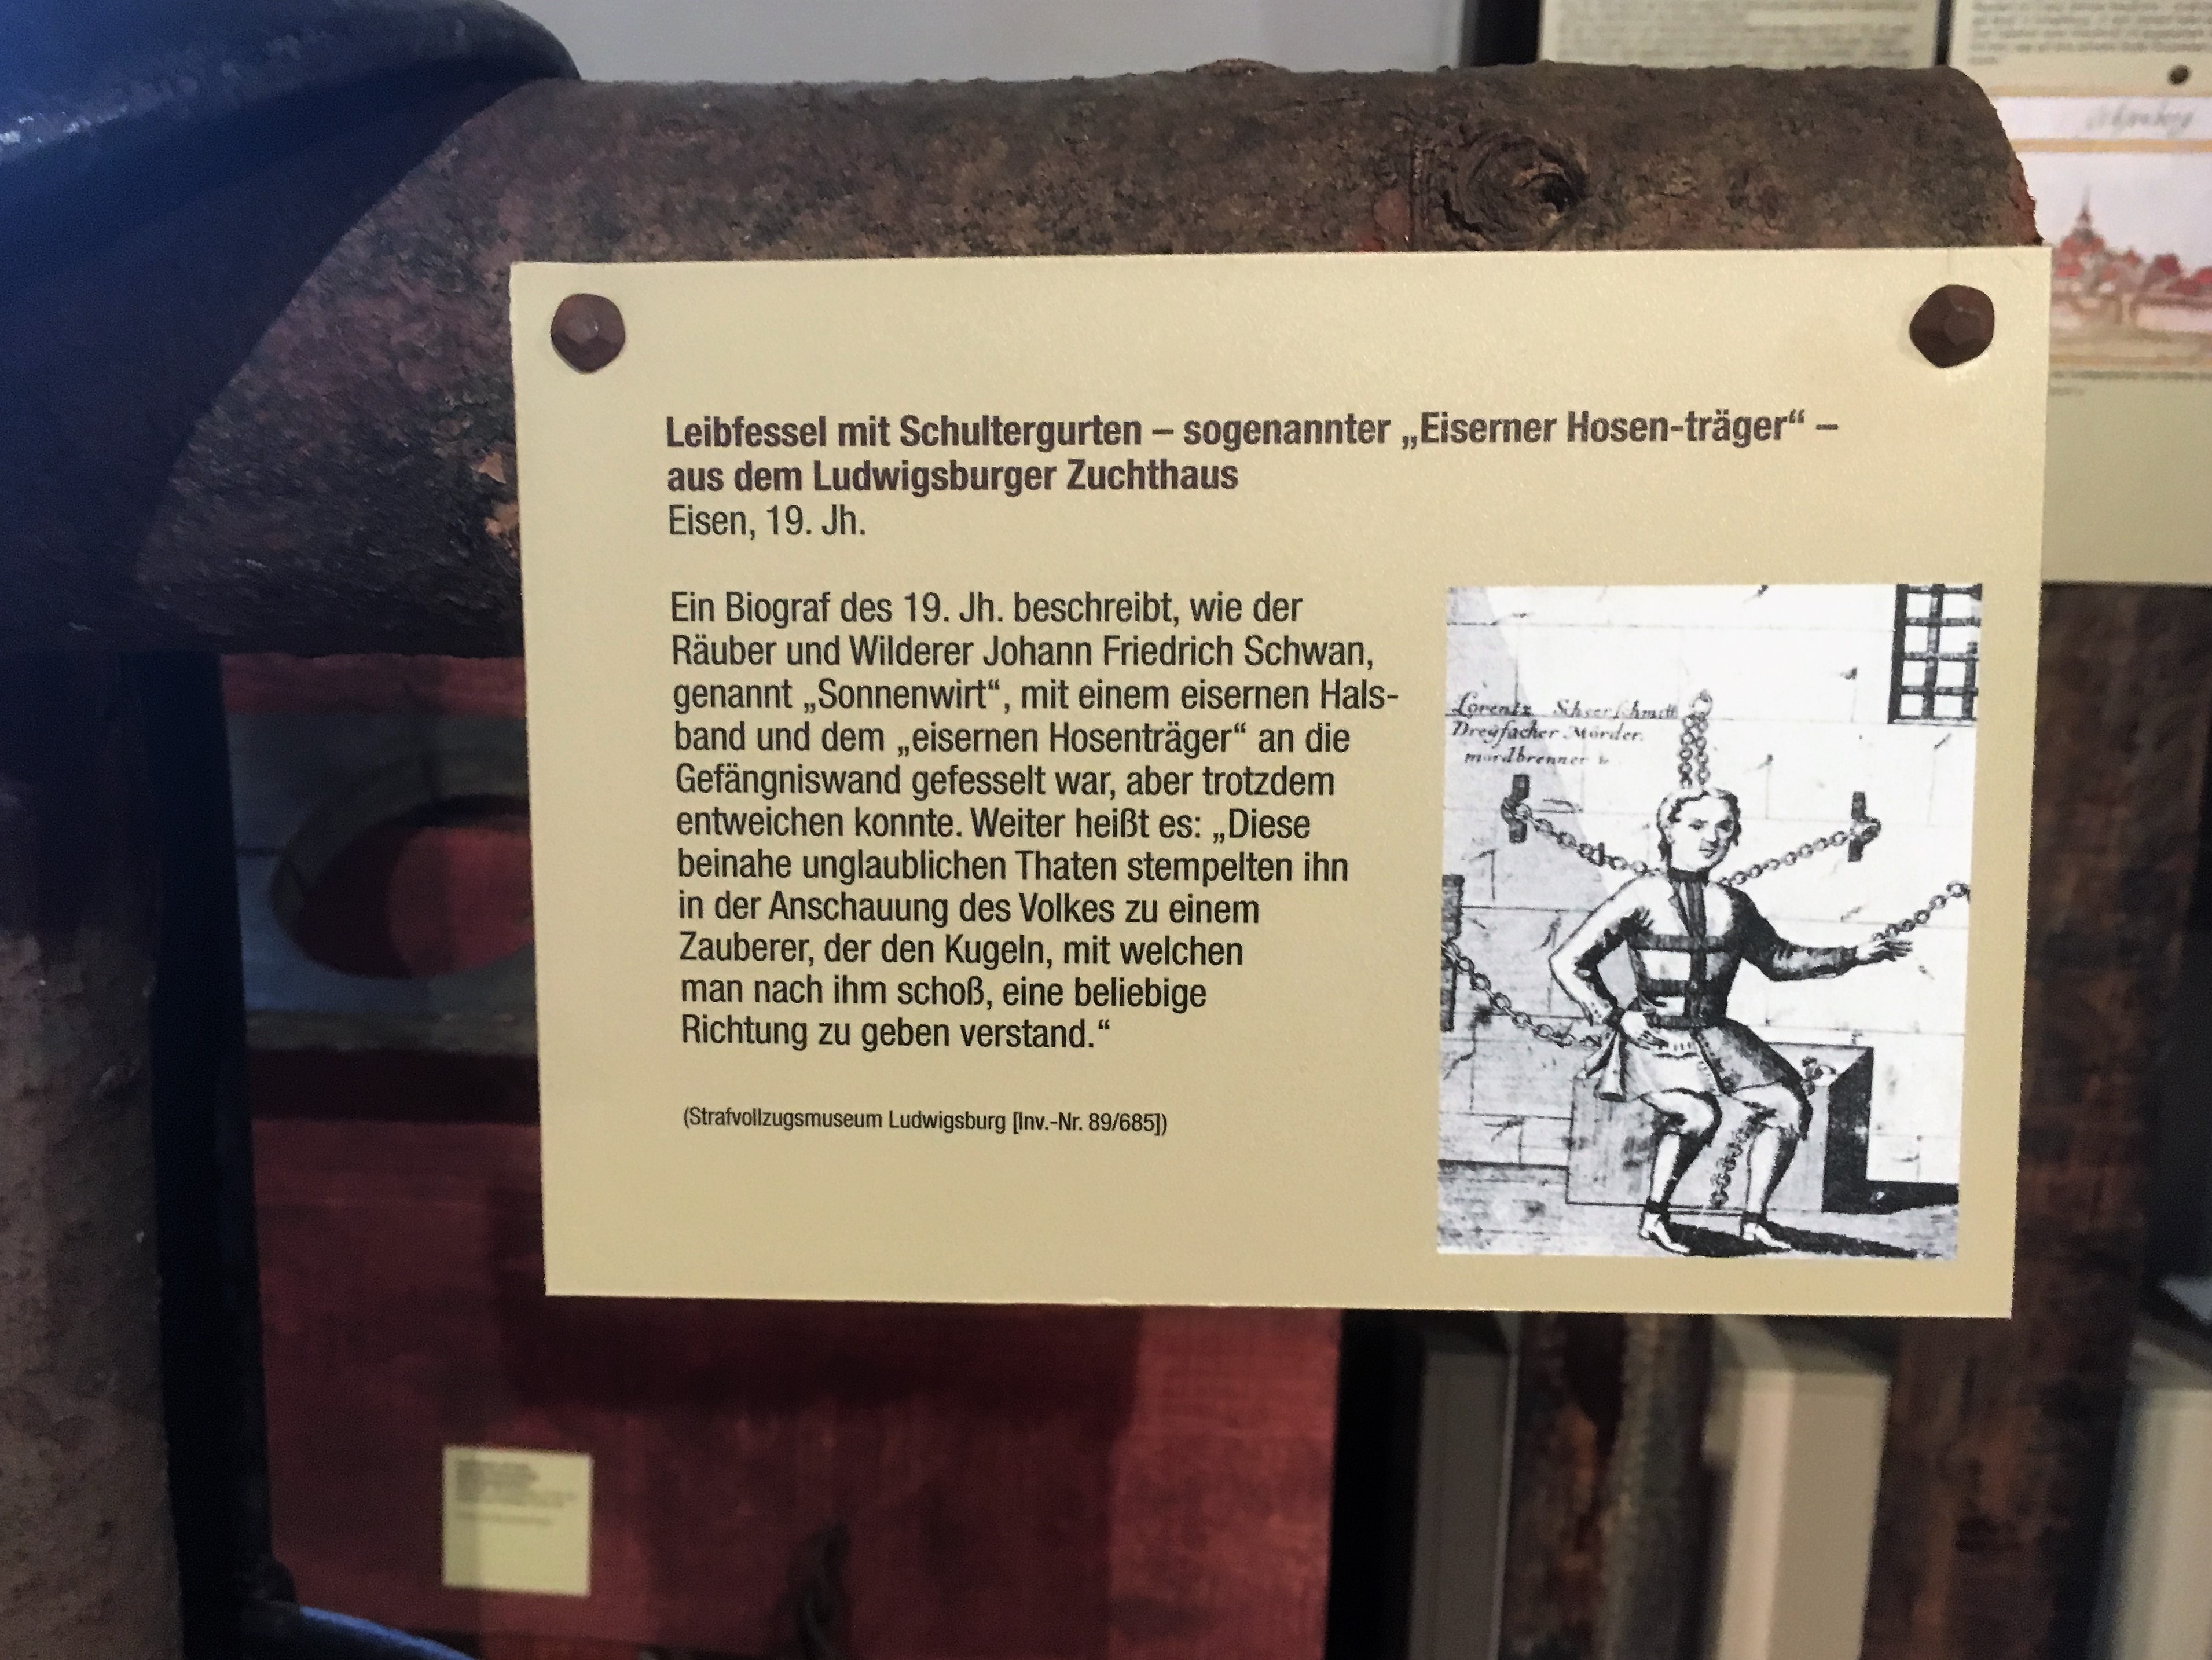 Leibfessel mit Schultergurten – sogenannter „Eiserner Hosen-träger“ –
aus dem Ludwigsburger Zuchthaus
Eisen, 19. Jh.
Ein Biograf des 19. Jh. beschreibt, wie der
Räuber und Wilderer Johann Friedrich Schwan,
genannt „Sonnenwirt“, mit einem eisernen Hals-
band und dem „eisernen Hosenträger“ an die
Gefängniswand gefesselt war, aber trotzdem
entweichen konnte. Weiter heißt es: „Diese
beinahe unglaublichen Thaten stempelten ihn
in der Anschauung des Volkes zu einem
Zauberer, der den Kugeln, mit welchen
man nach ihm schoß, eine beliebige
Richtung zu geben verstand.“
(Strafvollzugsmuseum Ludwigsburg [Inv.-Nr. 89/685])
Lorentz
Dreyfacher Mörder
mordbrenner